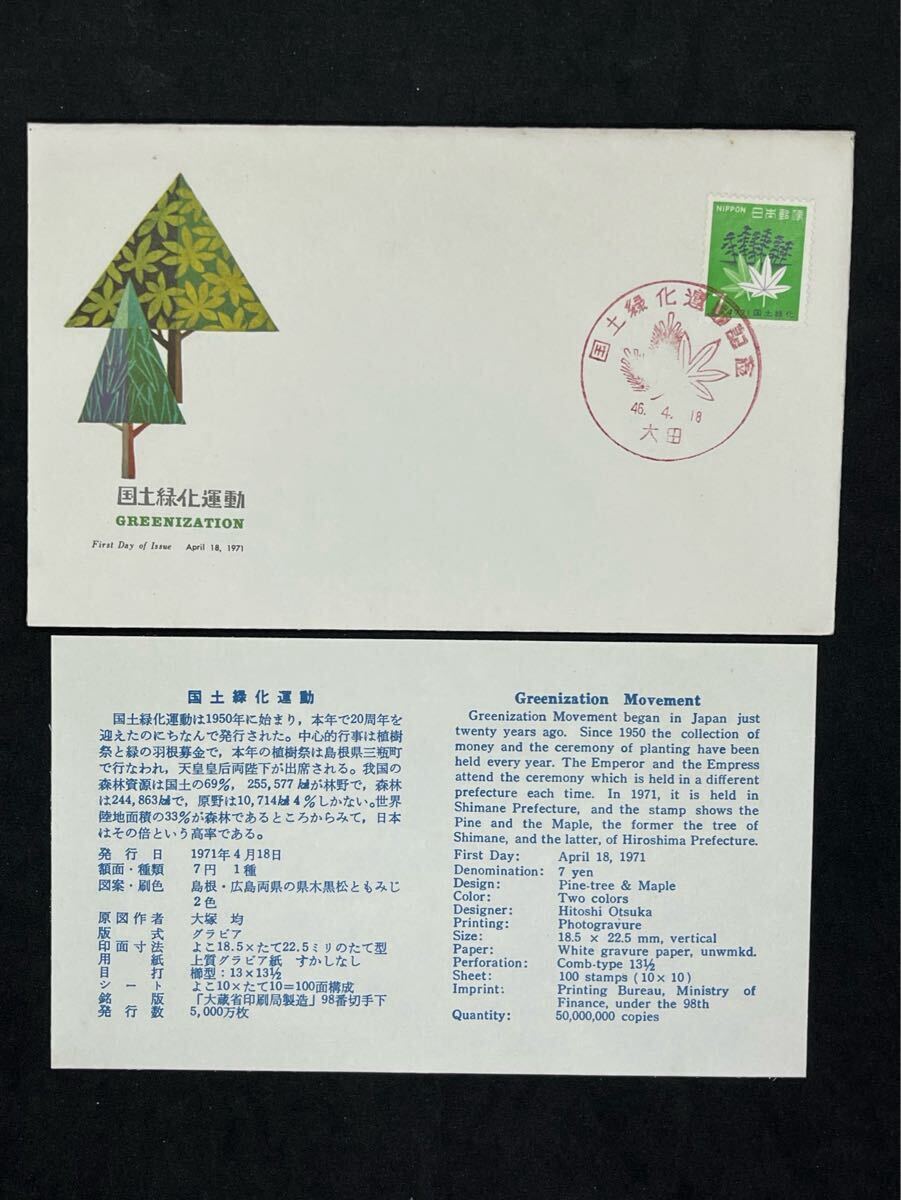 NIPPON 日本郵便
1971 国土緑化
国土緑化運動記念
46. 4. 18
大田
国土緑化運動
GREENIZATION
First Day of Issue April 18, 1971
国土緑化運動
国土緑化運動は1950年に始まり，本年で20周年を
迎えたのにちなんで発行された。中心的行事は植樹
祭と緑の羽根募金で，本年の植樹祭は島根県三瓶町
で行なわれ，天皇皇后両陛下が出席される。我国の
森林資源は国土の69%，255,577㎢が林野で，森林
は244,863㎢で，原野は10,714㎢4%しかない。世界
陸地面積の33%が森林であるところからみて，日本
はその倍という高率である。
発行日 1971年4月18日
額面・種類 7円 1種
図案・刷色 島根・広島両県の県木黒松ともみじ
2色
原図作者 大塚 均
版式 グラビア
印面寸法 よこ18.5×たて22.5ミリのたて型
用紙 上質グラビア紙 すかしなし
目打 櫛型：13×13½
シート よこ10×たて10＝100面構成
銘版 「大蔵省印刷局製造」98番切手下
発行数 5,000万枚
Greenization Movement
Greenization Movement began in Japan just
twenty years ago. Since 1950 the collection of
money and the ceremony of planting have been
held every year. The Emperor and the Empress
attend the ceremony which is held in a different
prefecture each time. In 1971, it is held in
Shimane Prefecture, and the stamp shows the
Pine and the Maple, the former the tree of
Shimane, and the latter, of Hiroshima Prefecture.
First Day: April 18, 1971
Denomination: 7 yen
Design: Pine-tree & Maple
Color: Two colors
Designer: Hitoshi Otsuka
Printing: Photogravure
Size: 18.5 × 22.5 mm, vertical
Paper: White gravure paper, unwmkd.
Perforation: Comb-type 13½
Sheet: 100 stamps (10 × 10)
Imprint: Printing Bureau, Ministry of
Finance, under the 98th
Quantity: 50,000,000 copies